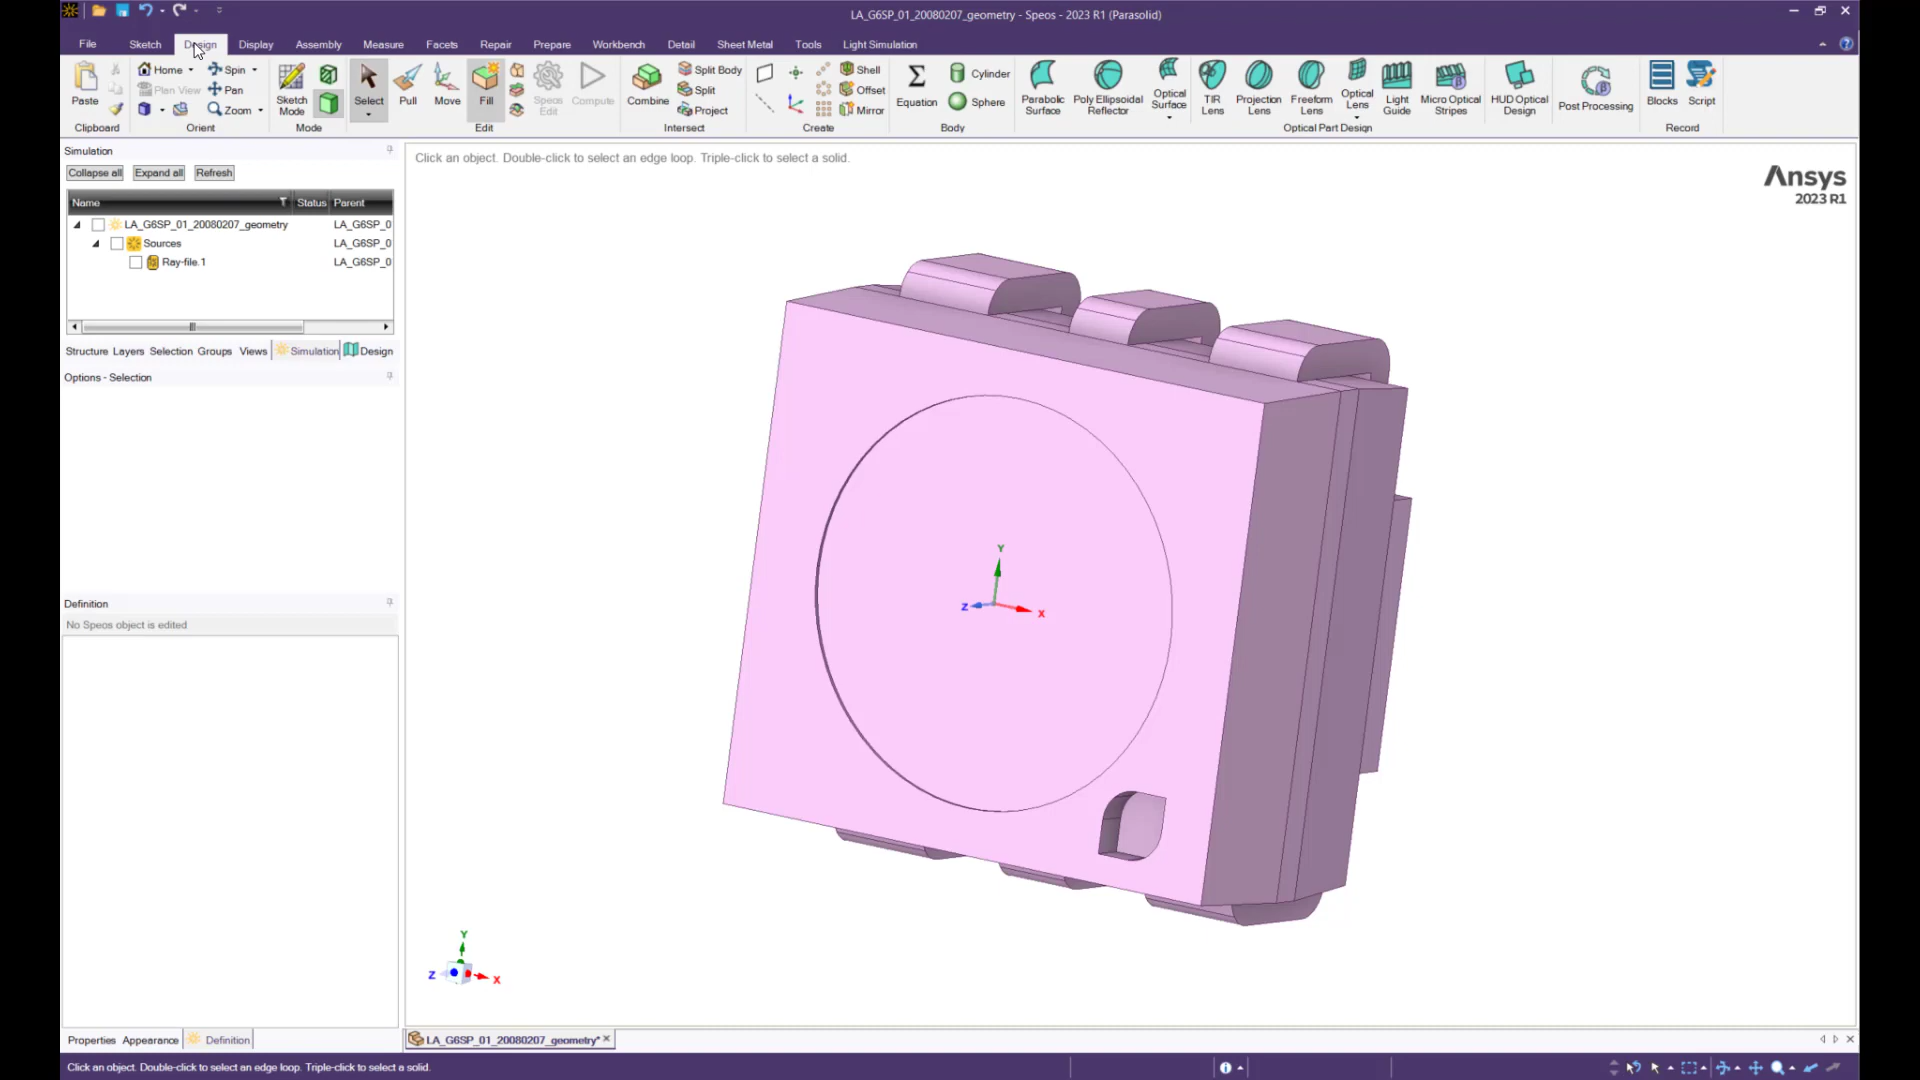 LA_G6SP_01_20080207_geometry - Speos - 2023 R1 (Parasolid)
File Sketch Design Display Assembly Measure Facets Repair Prepare Workbench Detail Sheet Metal Tools Light Simulation
Paste
Clipboard
Home Spin
Plan View Pan
Zoom
Orient
Sketch Mode
Mode
Select Pull Move Fill Speos Edit Compute
Edit
Combine
Split Body
Split
Project
Intersect
Shell
Offset
Mirror
Create
Equation
Cylinder
Sphere
Body
Parabolic Surface
Poly Ellipsoidal Reflector
Optical Surface
TIR Lens
Projection Lens
Freeform Lens
Optical Lens
Light Guide
Micro Optical Stripes
HUD Optical Design
Post Processing
Optical Part Design
Blocks Script
Record
Simulation
Collapse all Expand all Refresh
Name Status Parent
LA_G6SP_01_20080207_geometry LA_G6SP_0
Sources LA_G6SP_0
Ray-file.1 LA_G6SP_0
Structure Layers Selection Groups Views Simulation Design
Options - Selection
Definition
No Speos object is edited
Properties Appearance Definition
Click an object. Double-click to select an edge loop. Triple-click to select a solid.
Ansys
2023 R1
Y
Z
X
Y
Z
X
LA_G6SP_01_20080207_geometry*
Click an object. Double-click to select an edge loop. Triple-click to select a solid.